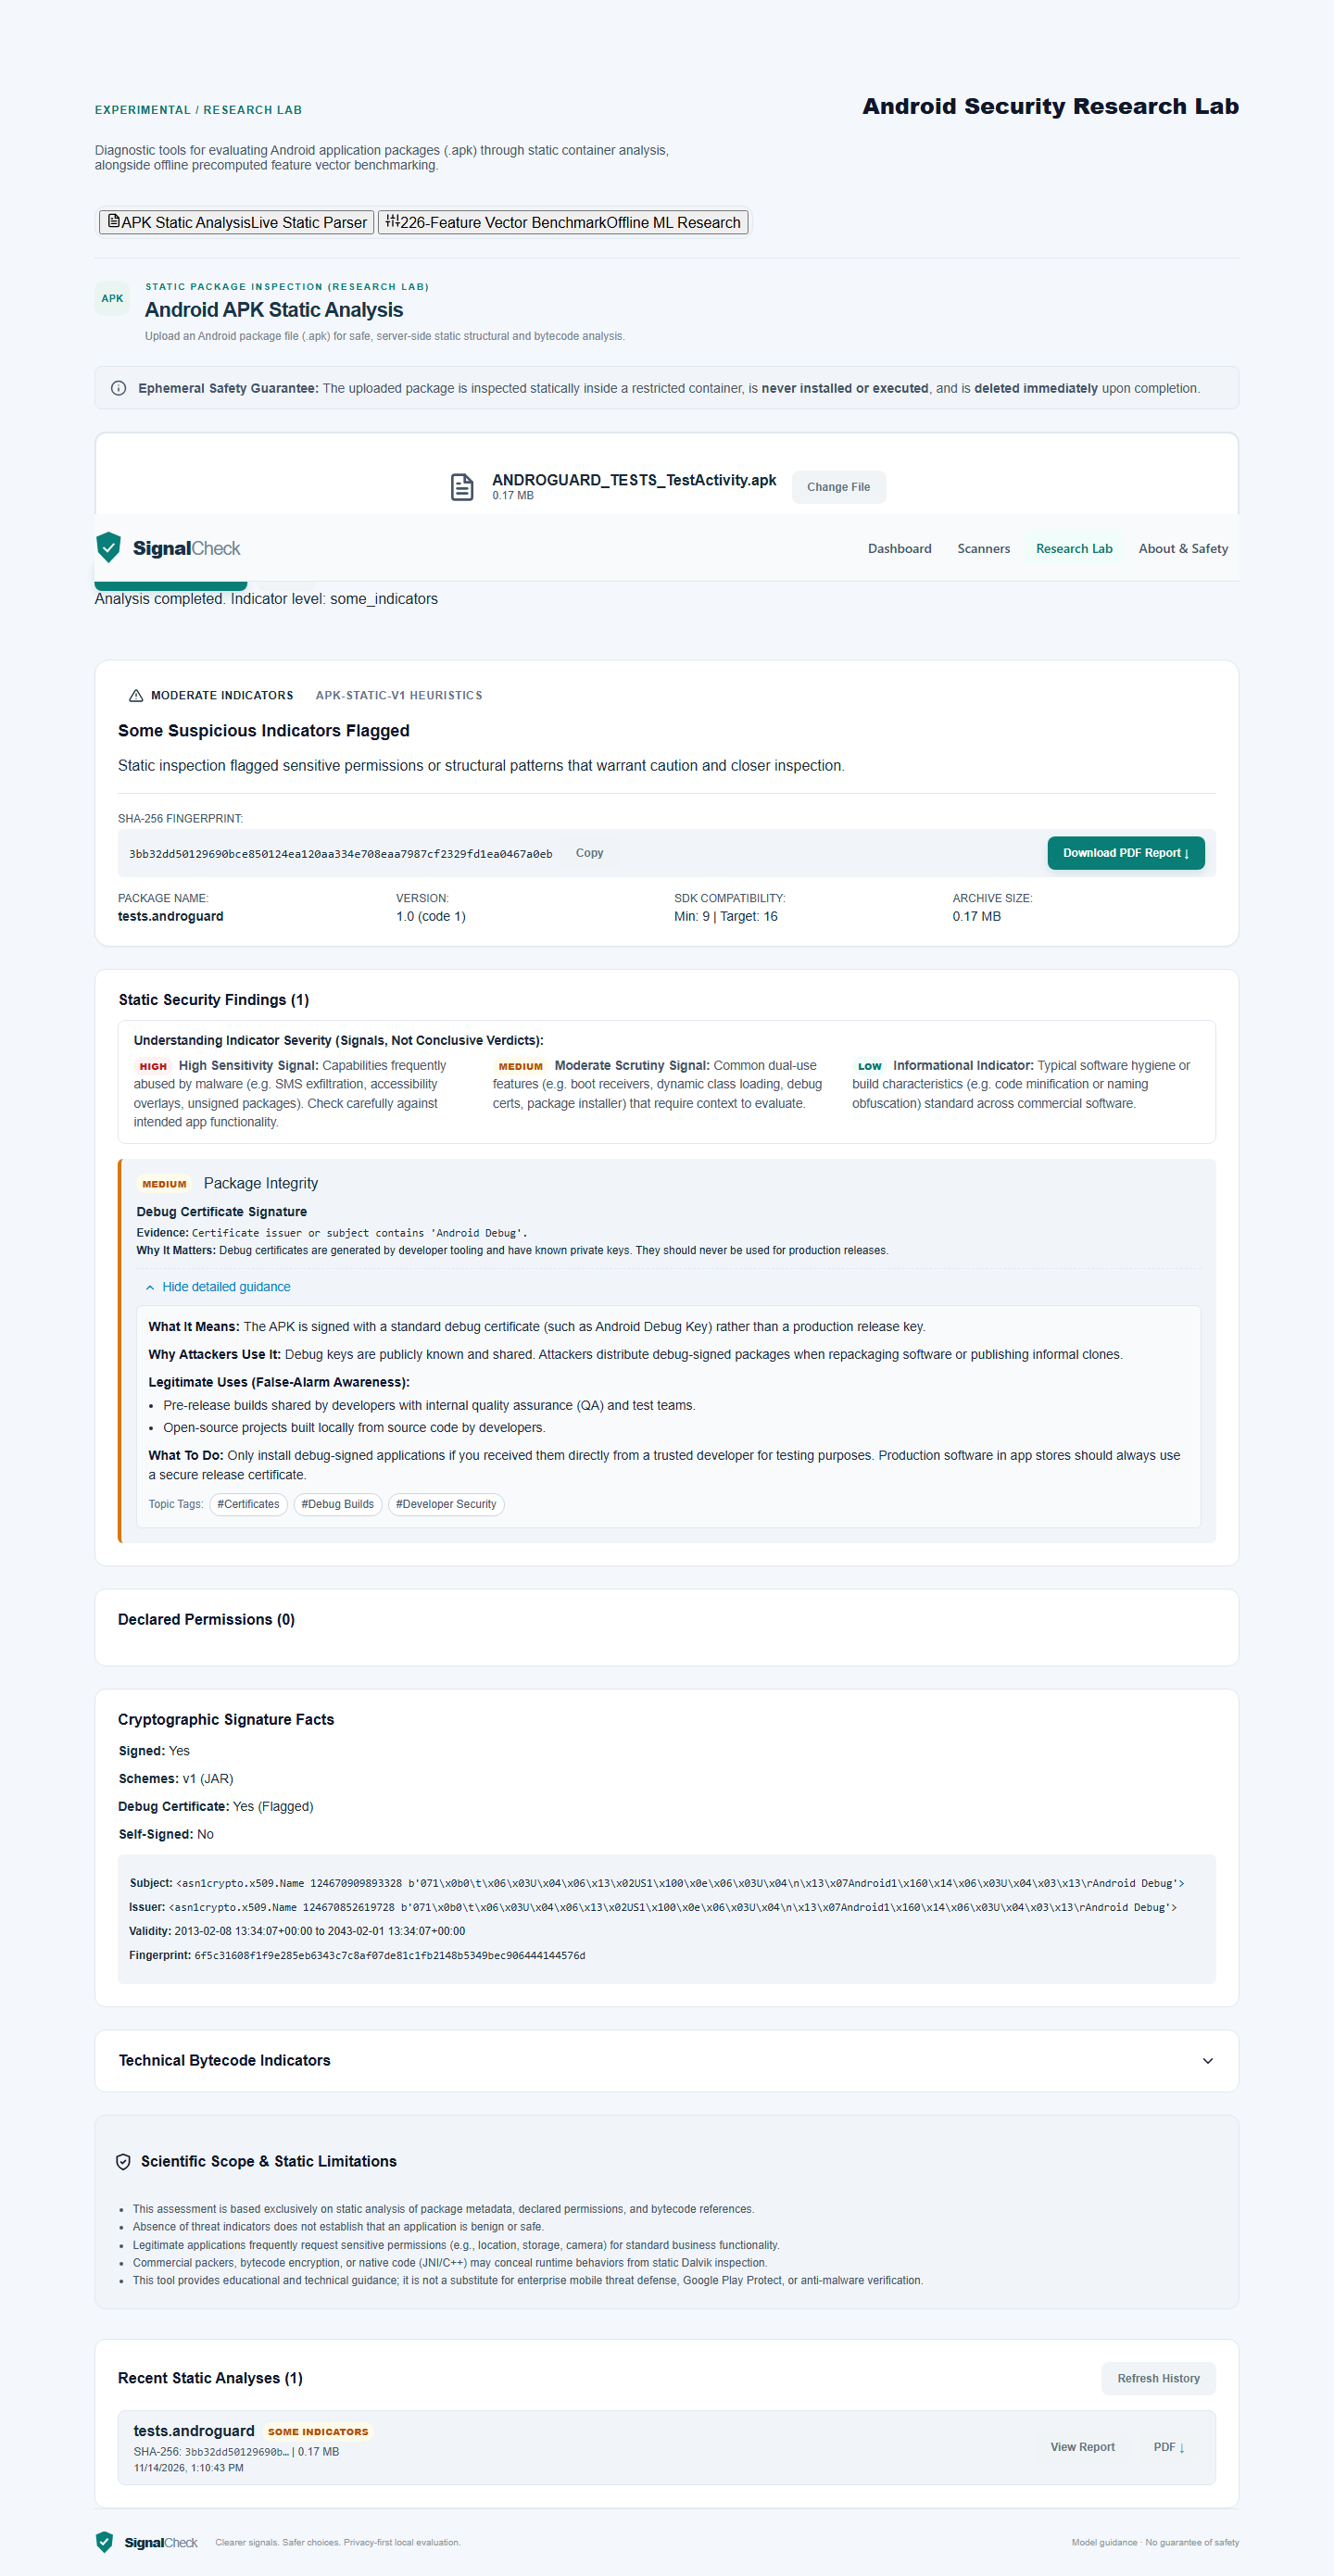 EXPERIMENTAL / RESEARCH LAB
Android Security Research Lab
Diagnostic tools for evaluating Android application packages (.apk) through static container analysis,
alongside offline precomputed feature vector benchmarking.
APK Static AnalysisLive Static Parser
226-Feature Vector BenchmarkOffline ML Research
APK
STATIC PACKAGE INSPECTION (RESEARCH LAB)
Android APK Static Analysis
Upload an Android package file (.apk) for safe, server-side static structural and bytecode analysis.
Ephemeral Safety Guarantee: The uploaded package is inspected statically inside a restricted container, is never installed or executed, and is deleted immediately upon completion.
ANDROGUARD_TESTS_TestActivity.apk
0.17 MB
Change File
SignalCheck
Dashboard
Scanners
Research Lab
About & Safety
Analysis completed. Indicator level: some_indicators
MODERATE INDICATORS
APK-STATIC-V1 HEURISTICS
Some Suspicious Indicators Flagged
Static inspection flagged sensitive permissions or structural patterns that warrant caution and closer inspection.
SHA-256 FINGERPRINT:
3bb32dd50129690bce850124ea120aa334e708eaa7987cf2329fd1ea0467a0eb
Copy
Download PDF Report ↓
PACKAGE NAME:
tests.androguard
VERSION:
1.0 (code 1)
SDK COMPATIBILITY:
Min: 9 | Target: 16
ARCHIVE SIZE:
0.17 MB
Static Security Findings (1)
Understanding Indicator Severity (Signals, Not Conclusive Verdicts):
HIGH High Sensitivity Signal: Capabilities frequently
abused by malware (e.g. SMS exfiltration, accessibility
overlays, unsigned packages). Check carefully against
intended app functionality.
MEDIUM Moderate Scrutiny Signal: Common dual-use
features (e.g. boot receivers, dynamic class loading, debug
certs, package installer) that require context to evaluate.
LOW Informational Indicator: Typical software hygiene or
build characteristics (e.g. code minification or naming
obfuscation) standard across commercial software.
MEDIUM Package Integrity
Debug Certificate Signature
Evidence: Certificate issuer or subject contains 'Android Debug'.
Why It Matters: Debug certificates are generated by developer tooling and have known private keys. They should never be used for production releases.
Hide detailed guidance
What It Means: The APK is signed with a standard debug certificate (such as Android Debug Key) rather than a production release key.
Why Attackers Use It: Debug keys are publicly known and shared. Attackers distribute debug-signed packages when repackaging software or publishing informal clones.
Legitimate Uses (False-Alarm Awareness):
• Pre-release builds shared by developers with internal quality assurance (QA) and test teams.
• Open-source projects built locally from source code by developers.
What To Do: Only install debug-signed applications if you received them directly from a trusted developer for testing purposes. Production software in app stores should always use
a secure release certificate.
Topic Tags: #Certificates #Debug Builds #Developer Security
Declared Permissions (0)
Cryptographic Signature Facts
Signed: Yes
Schemes: v1 (JAR)
Debug Certificate: Yes (Flagged)
Self-Signed: No
Subject: <asn1crypto.x509.Name 124670909893328 b'071\x0b0\t\x06\x03U\x04\x06\x13\x02US1\x100\x0e\x06\x03U\x04\n\x13\x07Android1\x160\x14\x06\x03U\x04\x03\x13\rAndroid Debug'>
Issuer: <asn1crypto.x509.Name 124670852619728 b'071\x0b0\t\x06\x03U\x04\x06\x13\x02US1\x100\x0e\x06\x03U\x04\n\x13\x07Android1\x160\x14\x06\x03U\x04\x03\x13\rAndroid Debug'>
Validity: 2013-02-08 13:34:07+00:00 to 2043-02-01 13:34:07+00:00
Fingerprint: 6f5c31608f1f9e285eb6343c7c8af07de81c1fb2148b5349bec906444144576d
Technical Bytecode Indicators
Scientific Scope & Static Limitations
• This assessment is based exclusively on static analysis of package metadata, declared permissions, and bytecode references.
• Absence of threat indicators does not establish that an application is benign or safe.
• Legitimate applications frequently request sensitive permissions (e.g., location, storage, camera) for standard business functionality.
• Commercial packers, bytecode encryption, or native code (JNI/C++) may conceal runtime behaviors from static Dalvik inspection.
• This tool provides educational and technical guidance; it is not a substitute for enterprise mobile threat defense, Google Play Protect, or anti-malware verification.
Recent Static Analyses (1)
Refresh History
tests.androguard SOME INDICATORS
SHA-256: 3bb32dd50129690b… | 0.17 MB
11/14/2026, 1:10:43 PM
View Report
PDF ↓
SignalCheck
Clearer signals. Safer choices. Privacy-first local evaluation.
Model guidance · No guarantee of safety